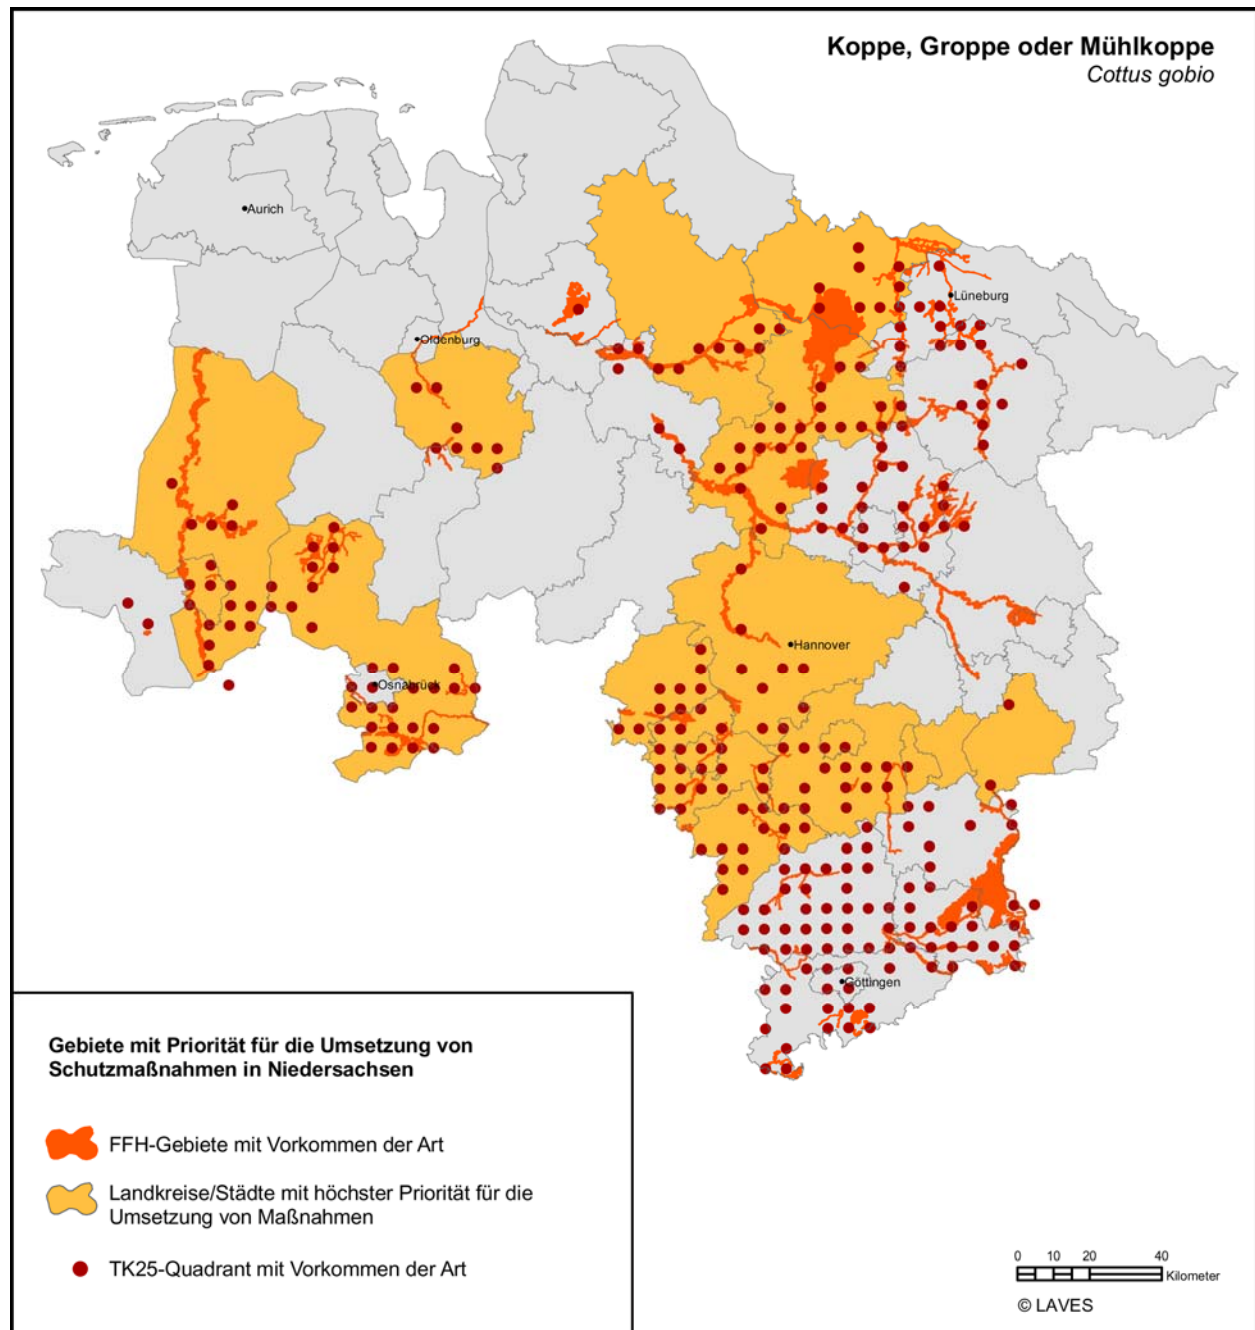 Koppe, Groppe oder Mühlkoppe
Cottus gobio
Aurich
Lüneburg
Oldenburg
Hannover
Osnabrück
Göttingen
Gebiete mit Priorität für die Umsetzung von
Schutzmaßnahmen in Niedersachsen
FFH-Gebiete mit Vorkommen der Art
Landkreise/Städte mit höchster Priorität für die
Umsetzung von Maßnahmen
TK25-Quadrant mit Vorkommen der Art
0 10 20 40
Kilometer
© LAVES